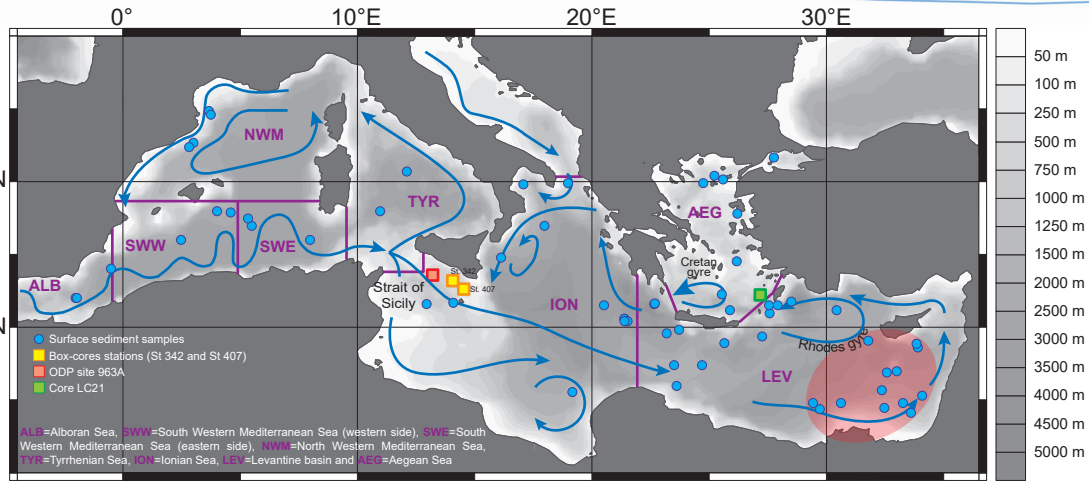 0° 10°E 20°E 30°E
50 m
100 m
250 m
500 m
750 m
1000 m
1250 m
1500 m
2000 m
2500 m
3000 m
3500 m
4000 m
4500 m
5000 m
N
N
NWM
TYR
AEG
SWW
SWE
Cretan
gyre
ALB
St. 342
St. 407
Strait of
Sicily
ION
Rhodes gyre
LEV
Surface sediment samples
Box-cores stations (St 342 and St 407)
ODP site 963A
Core LC21
ALB=Alboran Sea, SWW=South Western Mediterranean Sea (western side), SWE=South
Western Mediterranean Sea (eastern side), NWM=North Western Mediterranean Sea,
TYR=Tyrrhenian Sea, ION=Ionian Sea, LEV=Levantine basin and AEG=Aegean Sea